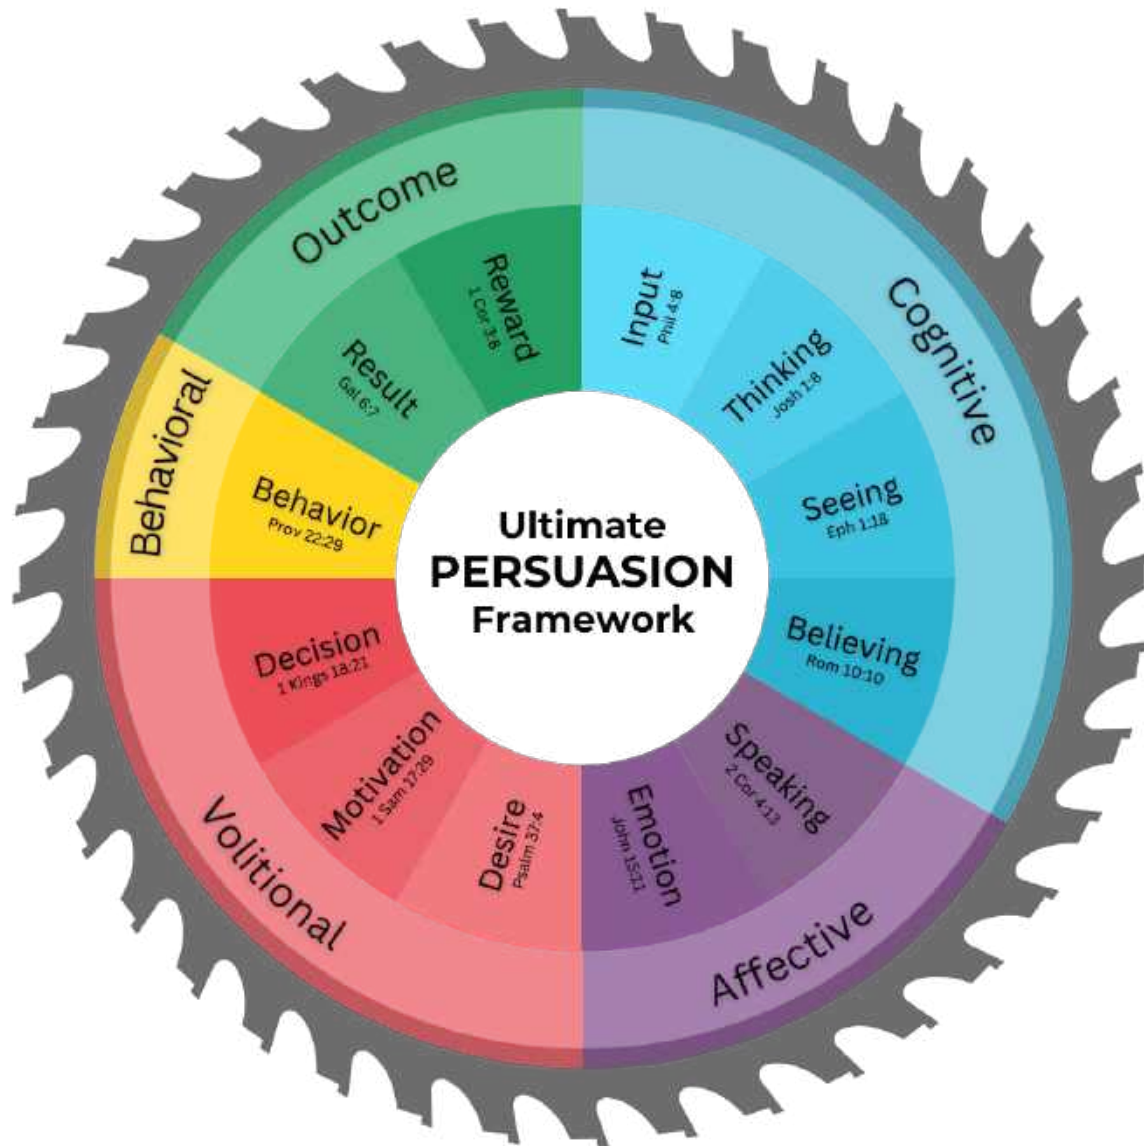 Ultimate
PERSUASION
Framework
Cognitive
Input
Phil 4:8
Thinking
Josh 1:8
Seeing
Eph 1:18
Believing
Rom 10:10
Affective
Speaking
2 Cor 4:13
Emotion
John 15:11
Volitional
Desire
Psalm 37:4
Motivation
1 Sam 17:29
Decision
1 Kings 18:21
Behavioral
Behavior
Prov 22:29
Outcome
Result
Gal 6:7
Reward
1 Cor 3:8